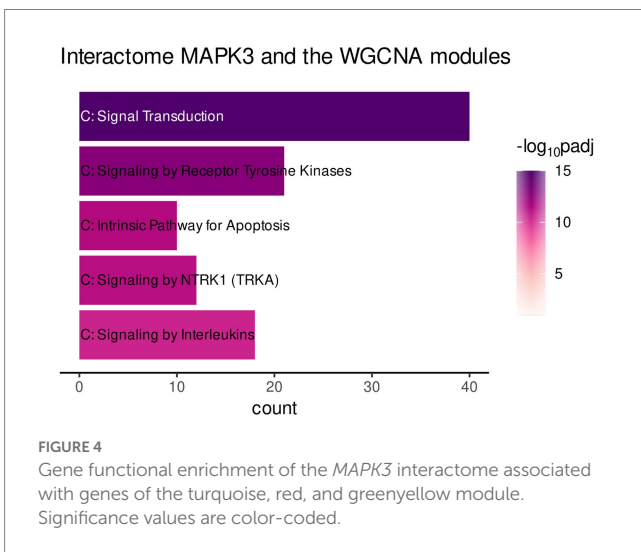 Interactome MAPK3 and the WGCNA modules
C: Signal Transduction
C: Signaling by Receptor Tyrosine Kinases
C: Intrinsic Pathway for Apoptosis
C: Signaling by NTRK1 (TRKA)
C: Signaling by Interleukins
-log₁₀padj
15
10
5
0 10 20 30 40
count
FIGURE 4
Gene functional enrichment of the MAPK3 interactome associated
with genes of the turquoise, red, and greenyellow module.
Significance values are color-coded.